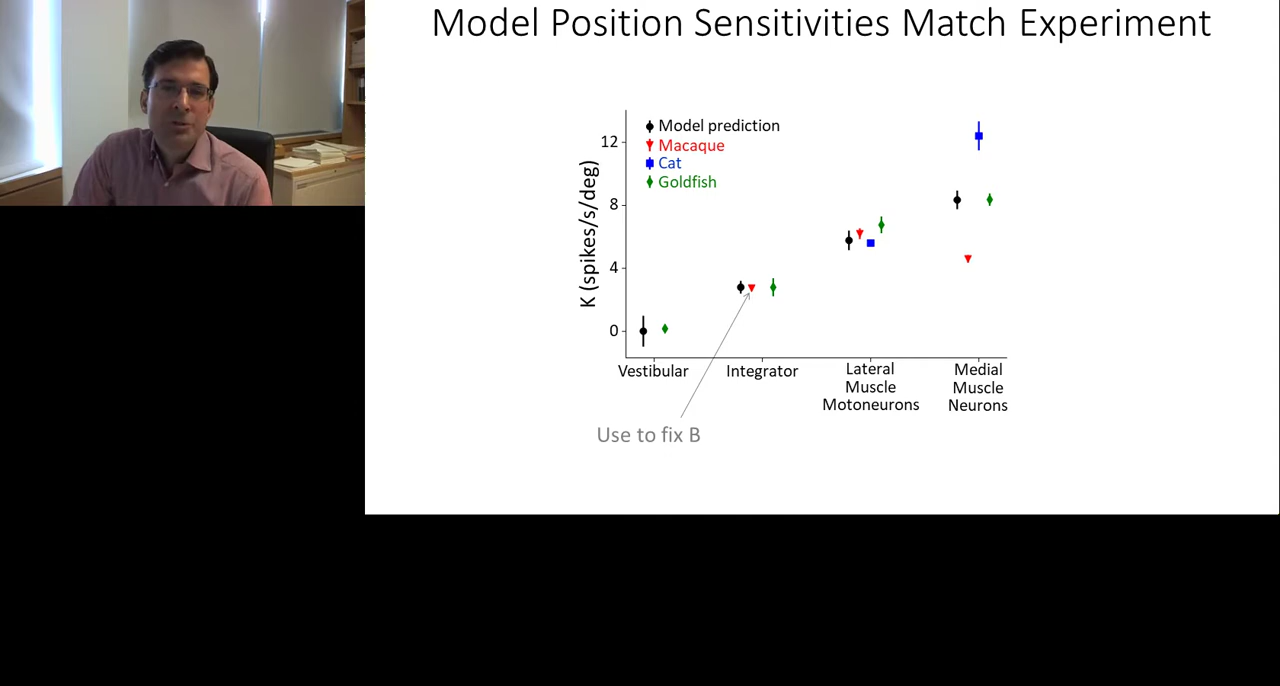 Model Position Sensitivities Match Experiment
Model prediction
Macaque
Cat
Goldfish
K (spikes/s/deg)
12
8
4
0
Vestibular
Integrator
Lateral
Muscle
Motoneurons
Medial
Muscle
Neurons
Use to fix B